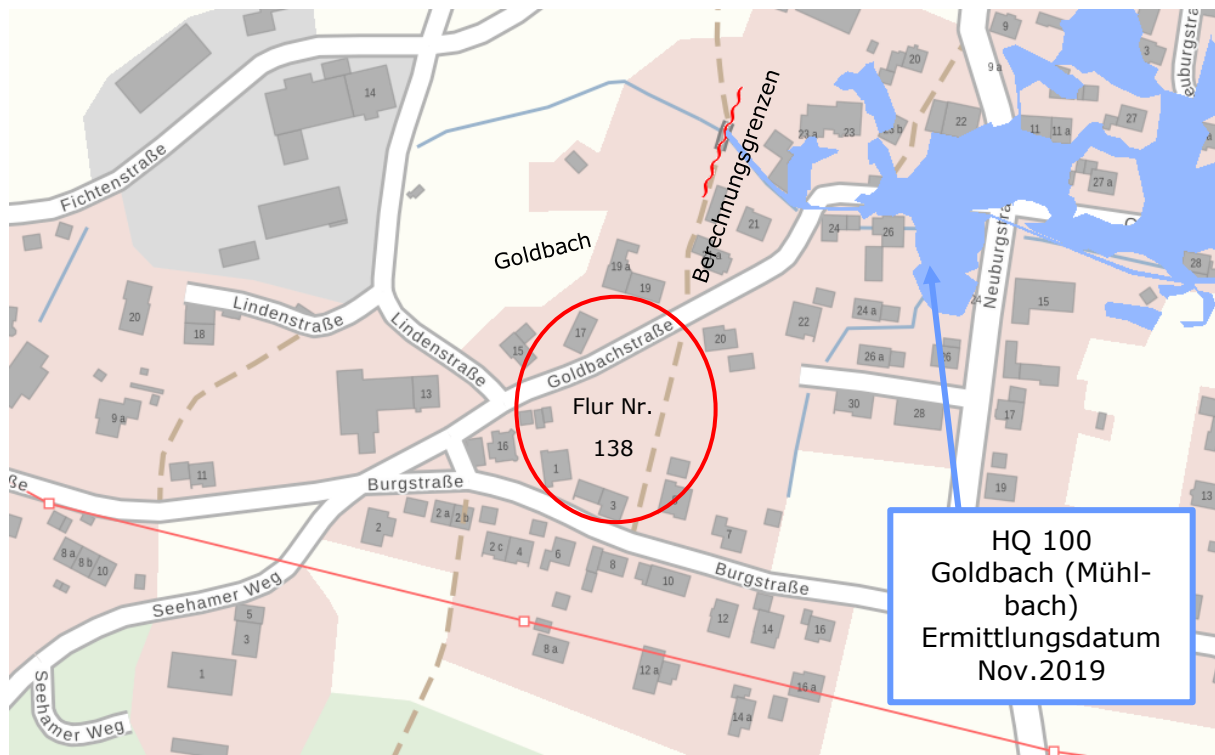 9
3
20
9 a
Neuburgstra
14
23 a
23
22
11
11 a
27
Fichtenstraße
Berechnungsgrenzen
27 a
21
24
26
Goldbach
19 a
19
28
Neuburgstra
15
20
18
Lindenstraße
Lindenstraße
17
15
Goldbachstraße
20
22
24 a
26 a
26
13
Flur Nr.
138
9 a
30
28
17
16
1
11
3
Burgstraße
19
13
2
2 a
2 b
2 c
4
6
7
8 a
8 b
10
8
10
Burgstraße
HQ 100
Goldbach (Mühl-
bach)
Ermittlungsdatum
Nov.2019
Seehamer Weg
5
3
12
14
16
8 a
1
12 a
16 a
14 a
Seehamer Weg